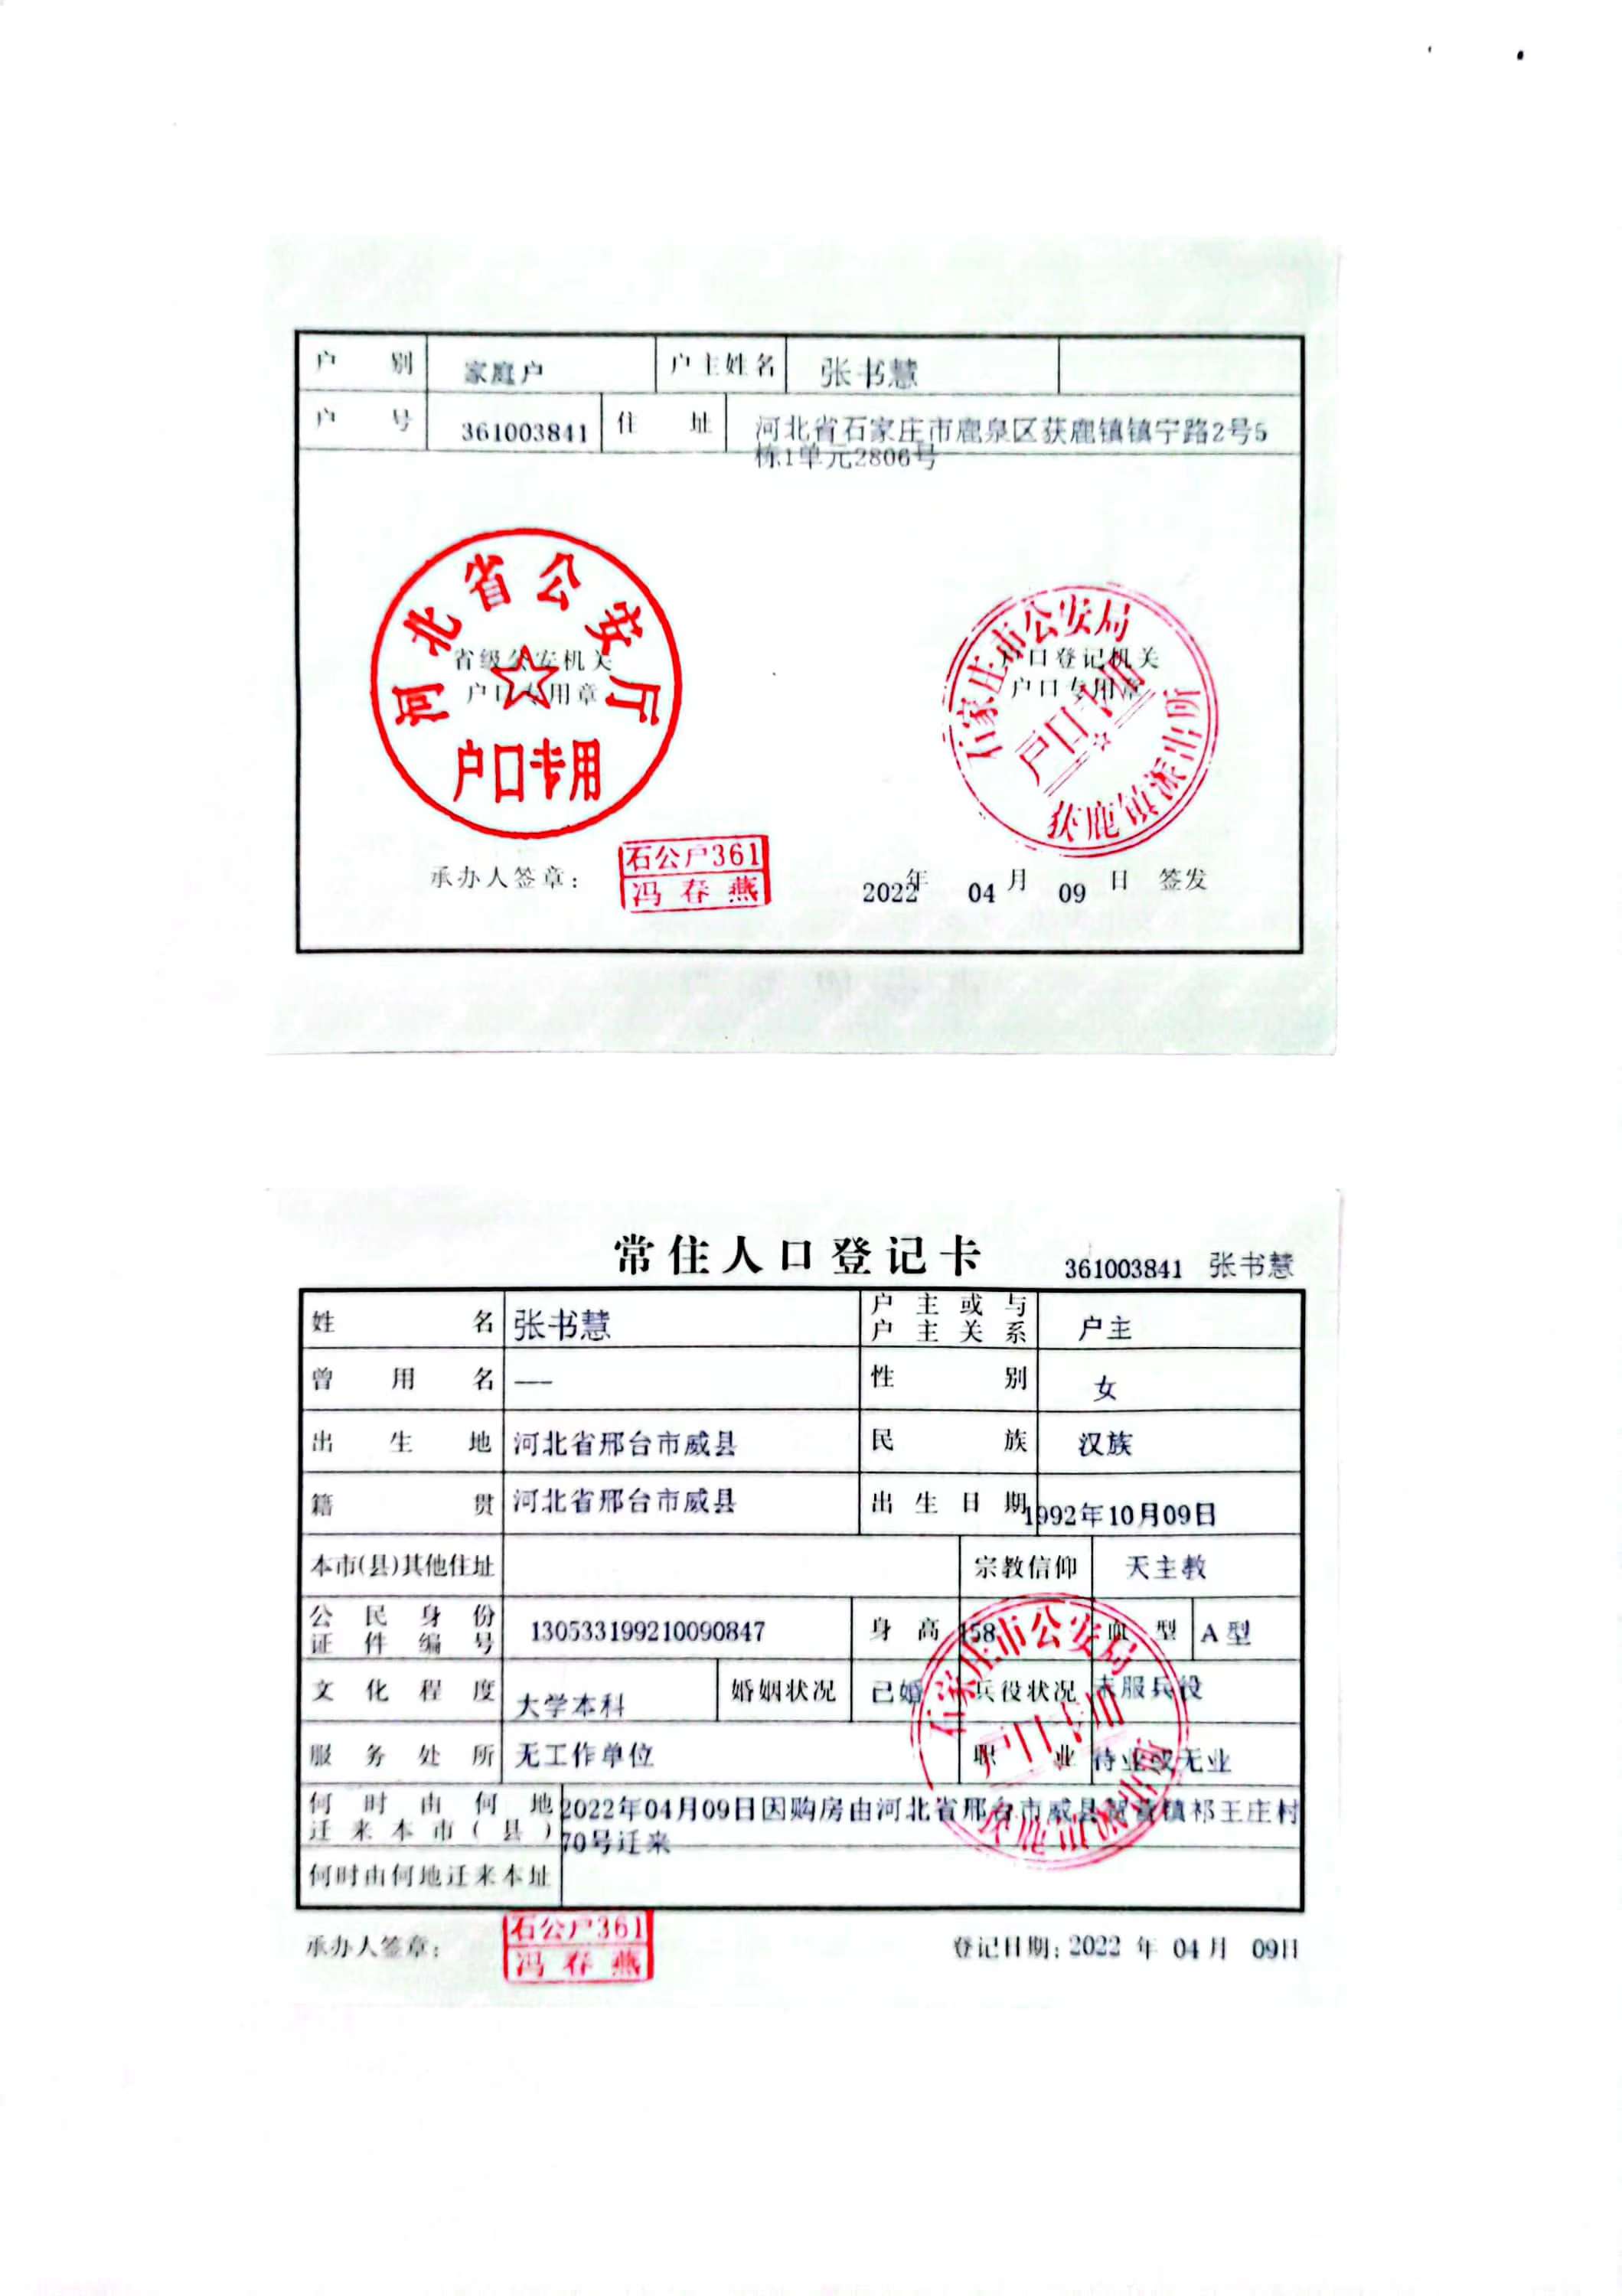 户 别 家庭户 户主姓名 张书慧
户 号 361003841 住 址 河北省石家庄市鹿泉区获鹿镇镇宁路2号5
栋1单元2806号
河北省公安厅
省级公安机关
户口专用章
户口专用
石家庄市公安局
户口登记机关
户口专用章
户口专用
获鹿镇派出所
承办人签章：
石公户361
冯春燕
2022年 04月 09日 签发
常住人口登记卡
361003841 张书慧
姓 名 张书慧 户主或与户主关系 户主
曾 用 名 —— 性 别 女
出 生 地 河北省邢台市威县 民 族 汉族
籍 贯 河北省邢台市威县 出生日期 1992年10月09日
本市(县)其他住址 宗教信仰 天主教
公民身份证件编号 130533199210090847 身 高 158 血 型 A型
文化程度 大学本科 婚姻状况 已婚 兵役状况 未服兵役
服务处所 无工作单位 职 业 待业或无业
何时由何地迁来本市(县) 2022年04月09日因购房由河北省邢台市威县贺营镇祁王庄村
70号迁来
何时由何地迁来本址
石家庄市公安局
户口专用
获鹿镇派出所
承办人签章：
石公户361
冯春燕
登记日期：2022 年 04月 09日